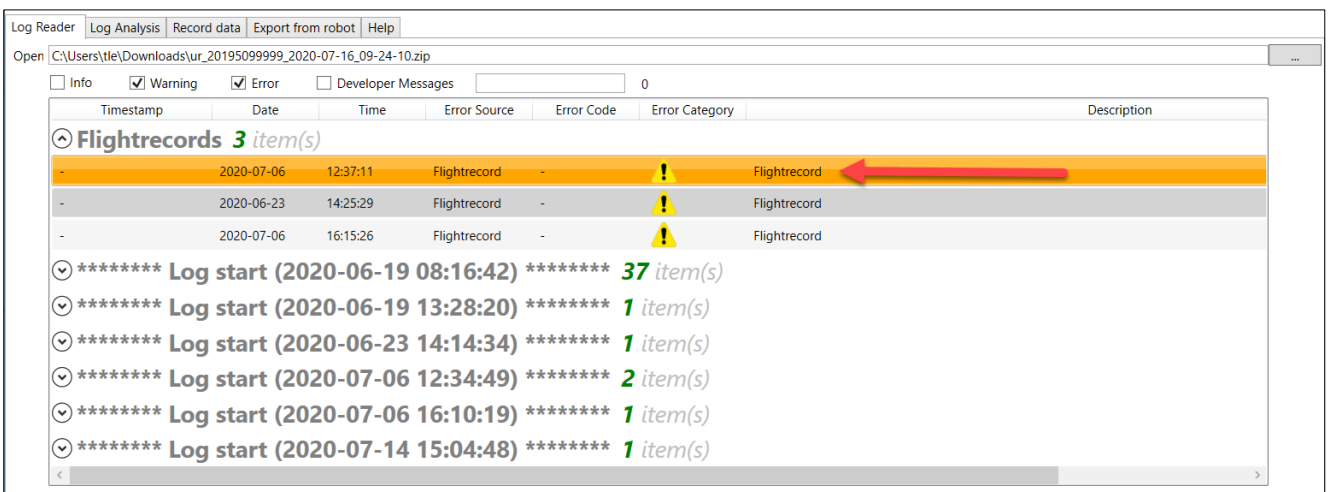 Log Reader Log Analysis Record data Export from robot Help
Open C:\Users\tle\Downloads\ur_20195099999_2020-07-16_09-24-10.zip ...
Info Warning Error Developer Messages 0
Timestamp Date Time Error Source Error Code Error Category Description
Flightrecords 3 item(s)
- 2020-07-06 12:37:11 Flightrecord - Flightrecord
- 2020-06-23 14:25:29 Flightrecord - Flightrecord
- 2020-07-06 16:15:26 Flightrecord - Flightrecord
******** Log start (2020-06-19 08:16:42) ******** 37 item(s)
******** Log start (2020-06-19 13:28:20) ******** 1 item(s)
******** Log start (2020-06-23 14:14:34) ******** 1 item(s)
******** Log start (2020-07-06 12:34:49) ******** 2 item(s)
******** Log start (2020-07-06 16:10:19) ******** 1 item(s)
******** Log start (2020-07-14 15:04:48) ******** 1 item(s)